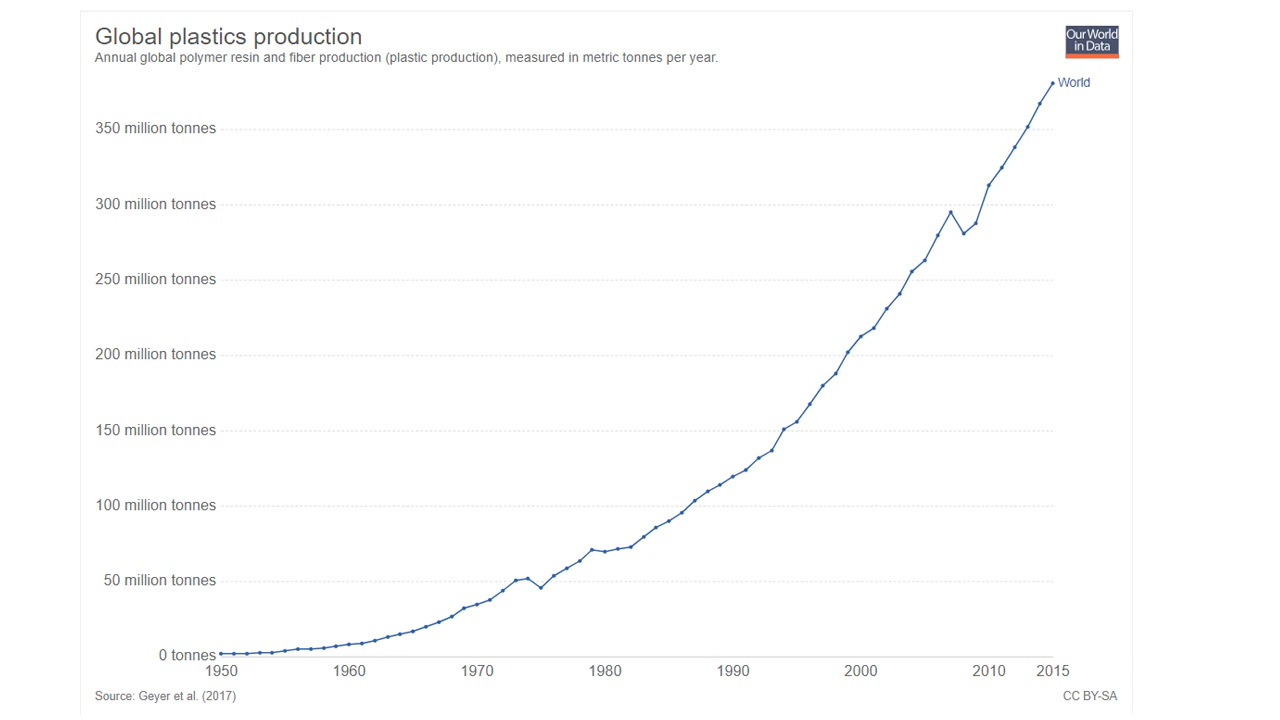 Global plastics production
Annual global polymer resin and fiber production (plastic production), measured in metric tonnes per year.
Our World
in Data
World
350 million tonnes
300 million tonnes
250 million tonnes
200 million tonnes
150 million tonnes
100 million tonnes
50 million tonnes
0 tonnes
1950 1960 1970 1980 1990 2000 2010 2015
Source: Geyer et al. (2017) CC BY-SA